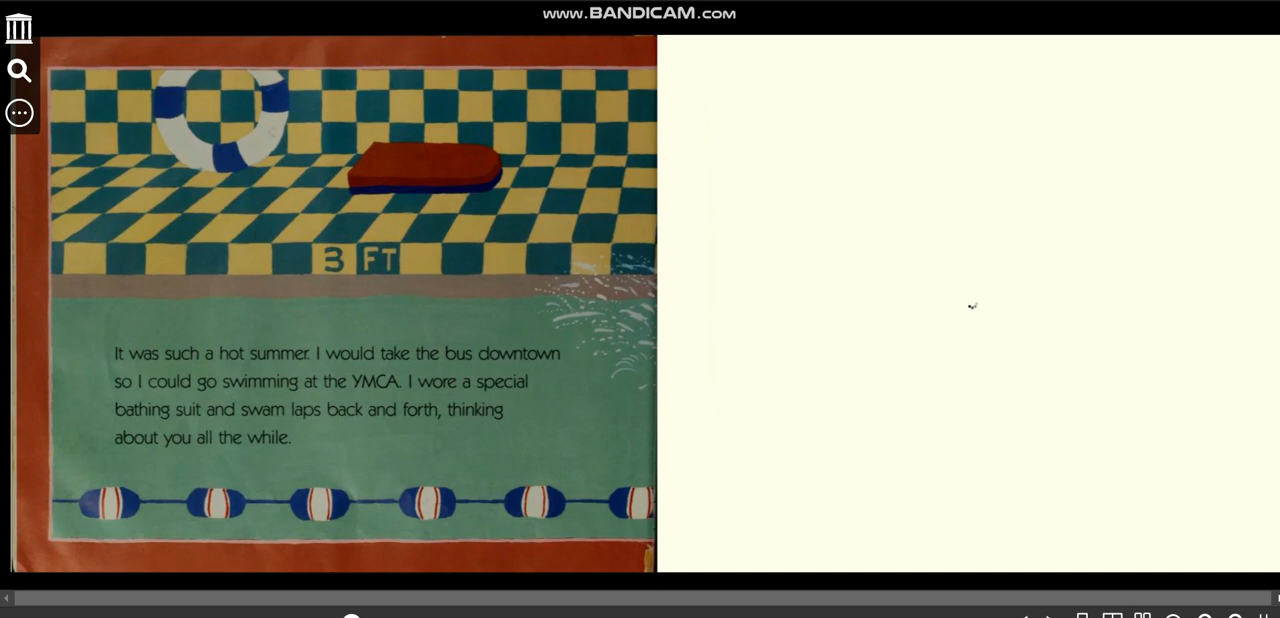 www.BANDICAM.com
3 FT
It was such a hot summer. I would take the bus downtown
so I could go swimming at the YMCA. I wore a special
bathing suit and swam laps back and forth, thinking
about you all the while.